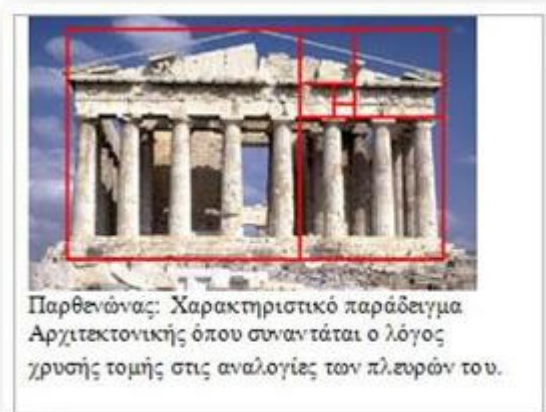 Παρθενώνας: Χαρακτηριστικό παράδειγμα
Αρχιτεκτονικής όπου συναντάται ο λόγος
χρυσής τομής στις αναλογίες των πλευρών του.